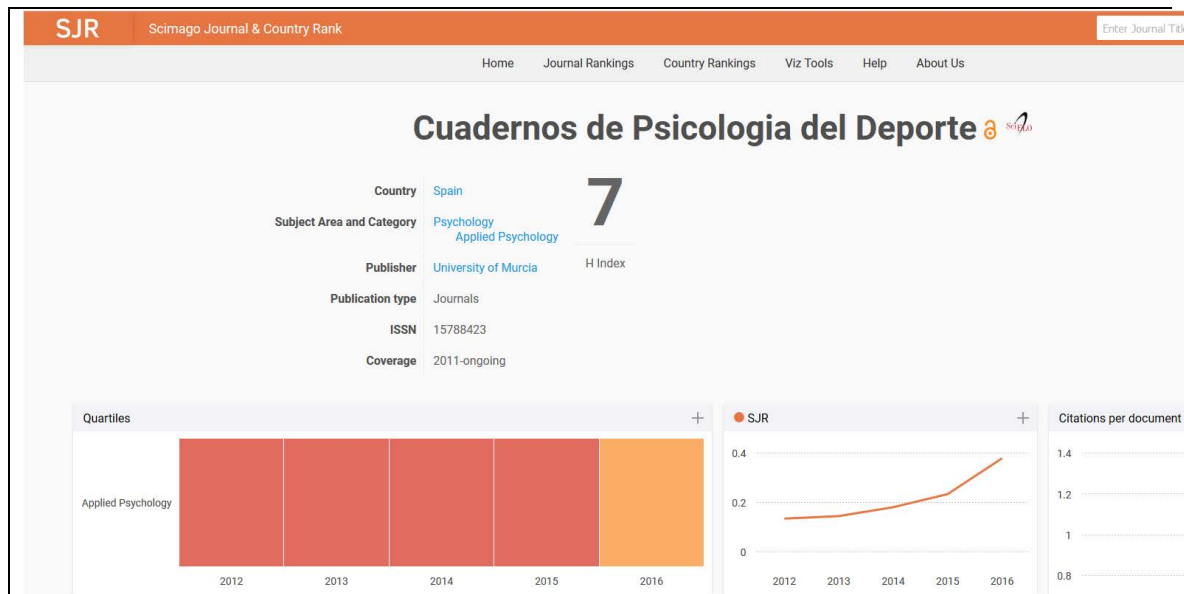 SJR
Scimago Journal & Country Rank
Enter Journal Title
Home Journal Rankings Country Rankings Viz Tools Help About Us
Cuadernos de Psicologia del Deporte
SciELO
Country Spain
Subject Area and Category Psychology
Applied Psychology
Publisher University of Murcia
Publication type Journals
ISSN 15788423
Coverage 2011-ongoing
7
H Index
Quartiles +
Applied Psychology
2012 2013 2014 2015 2016
SJR +
0.4
0.2
0
2012 2013 2014 2015 2016
Citations per document
1.4
1.2
1
0.8